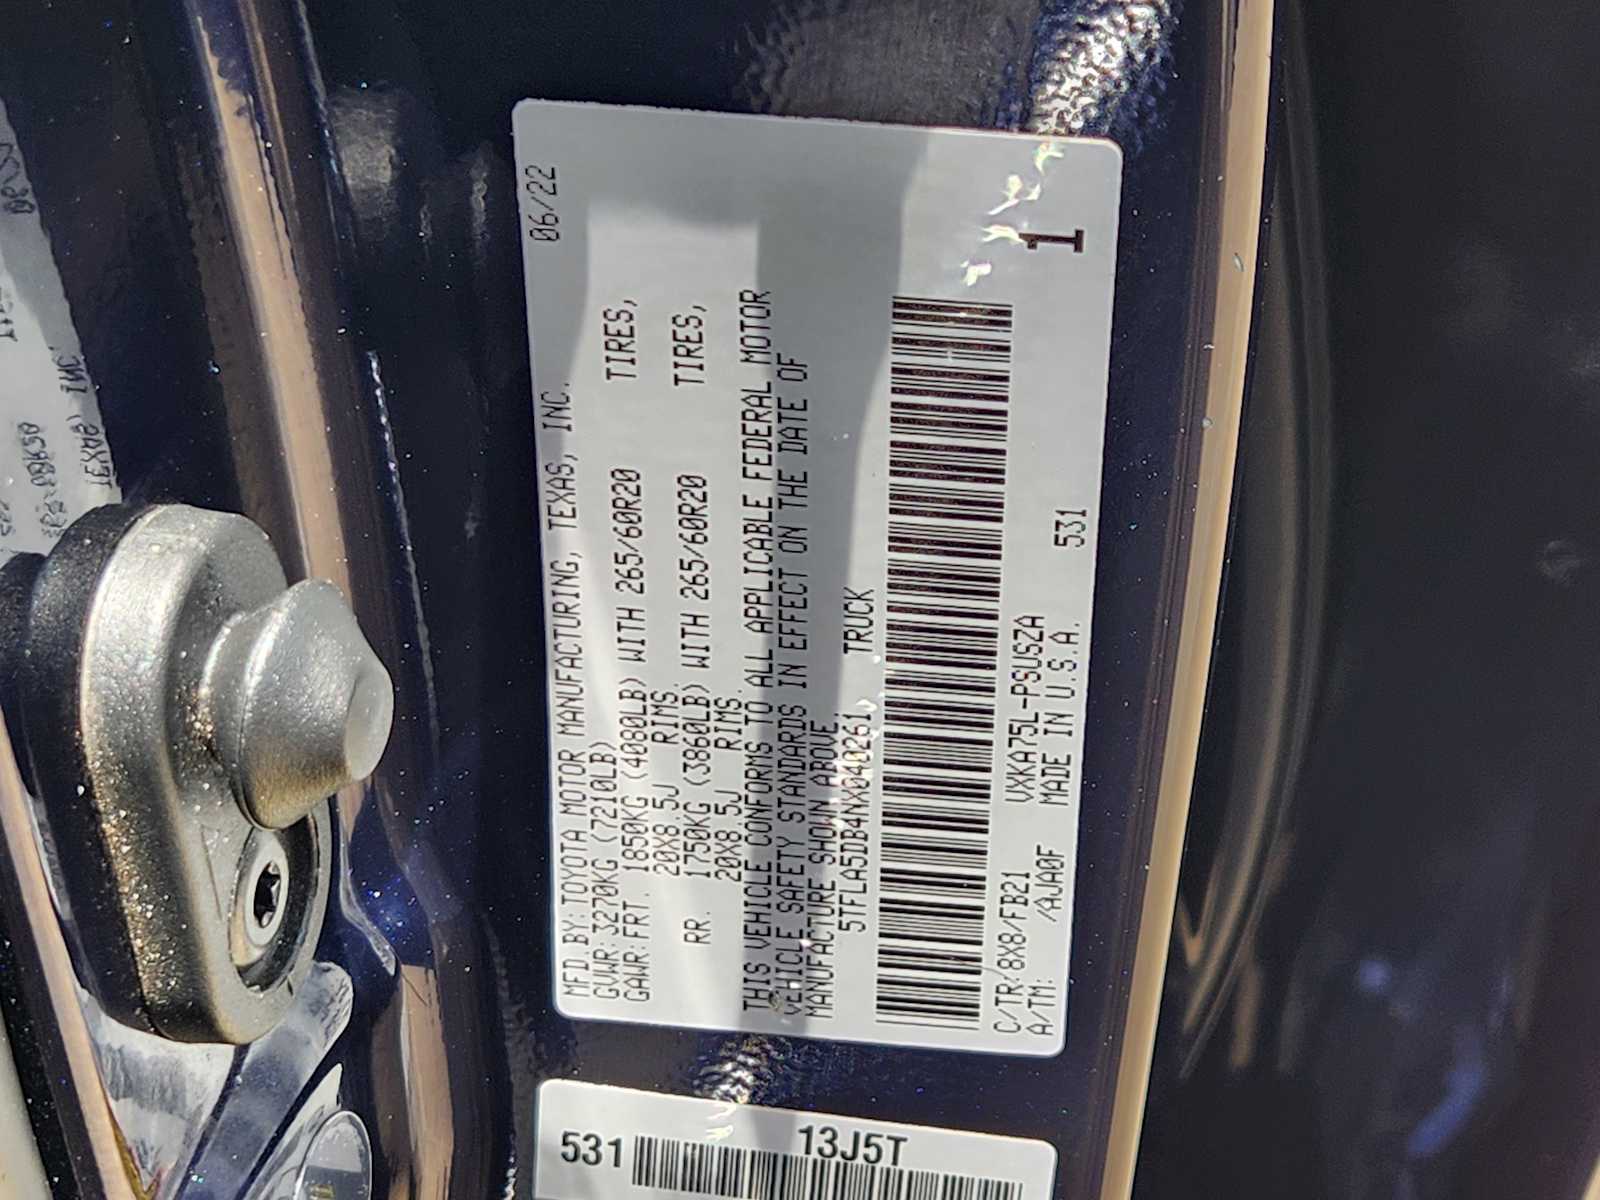 06/22
MFD.BY:TOYOTA MOTOR MANUFACTURING, TEXAS, INC.
GVWR:3270KG (7210LB)
GAWR:FRT. 1850KG (4080LB) WITH 265/60R20 TIRES,
20X8.5J RIMS.
RR. 1750KG (3860LB) WITH 265/60R20 TIRES,
20X8.5J RIMS.
THIS VEHICLE CONFORMS TO ALL APPLICABLE FEDERAL MOTOR
VEHICLE SAFETY STANDARDS IN EFFECT ON THE DATE OF
MANUFACTURE SHOWN ABOVE.
5TFLA5DB4NX040261 TRUCK
C/TR:8X8/FB21 VXKA75L-PSUSZA 531
A/TM: /AJA0F MADE IN U.S.A.
1
531 13J5T